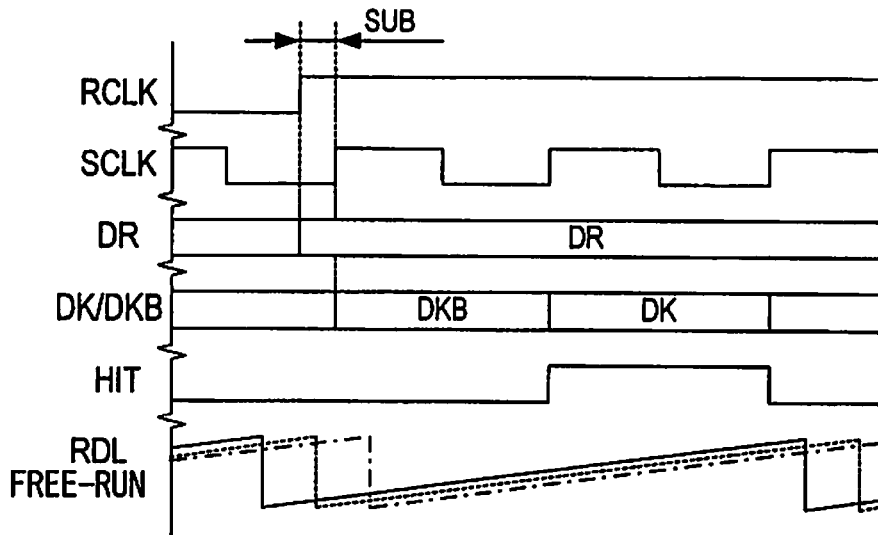 SUB
RCLK
SCLK
DR DR
DK/DKB DKB DK
HIT
RDL
FREE-RUN